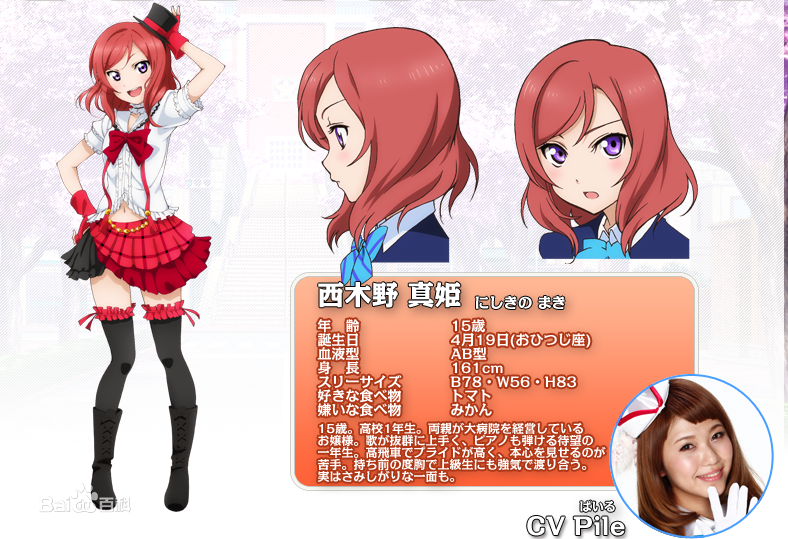 西木野 真姫 にしきの まき
年　齢 15歳
誕生日 4月19日(おひつじ座)
血液型 AB型
身　長 161cm
スリーサイズ B78・W56・H83
好きな食べ物 トマト
嫌いな食べ物 みかん
15歳。高校1年生。両親が大病院を経営している
お嬢様。歌が抜群に上手く、ピアノも弾ける待望の
一年生。高飛車でプライドが高く、本心を見せるのが
苦手。持ち前の度胸で上級生にも強気で渡り合う。
実はさみしがりな一面も。
ぱいる
CV Pile
Bai du 百科